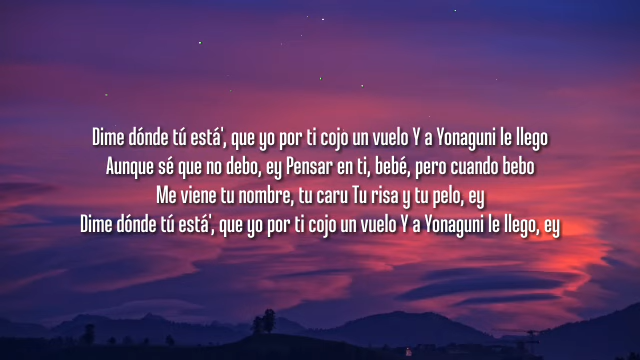 Dime dónde tú está', que yo por ti cojo un vuelo Y a Yonaguni le llego
Aunque sé que no debo, ey Pensar en ti, bebé, pero cuando bebo
Me viene tu nombre, tu caru Tu risa y tu pelo, ey
Dime dónde tú está', que yo por ti cojo un vuelo Y a Yonaguni le llego, ey